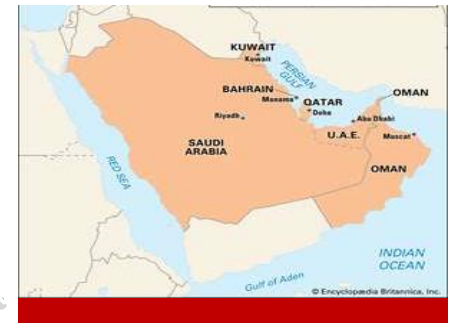 KUWAIT
Kuwait
PERSIAN
GULF
BAHRAIN
Manama
QATAR
Doha
OMAN
Abu Dhabi
Riyadh
U.A.E.
Muscat
SAUDI
ARABIA
OMAN
RED SEA
INDIAN
OCEAN
Gulf of Aden
© Encyclopædia Britannica, Inc.